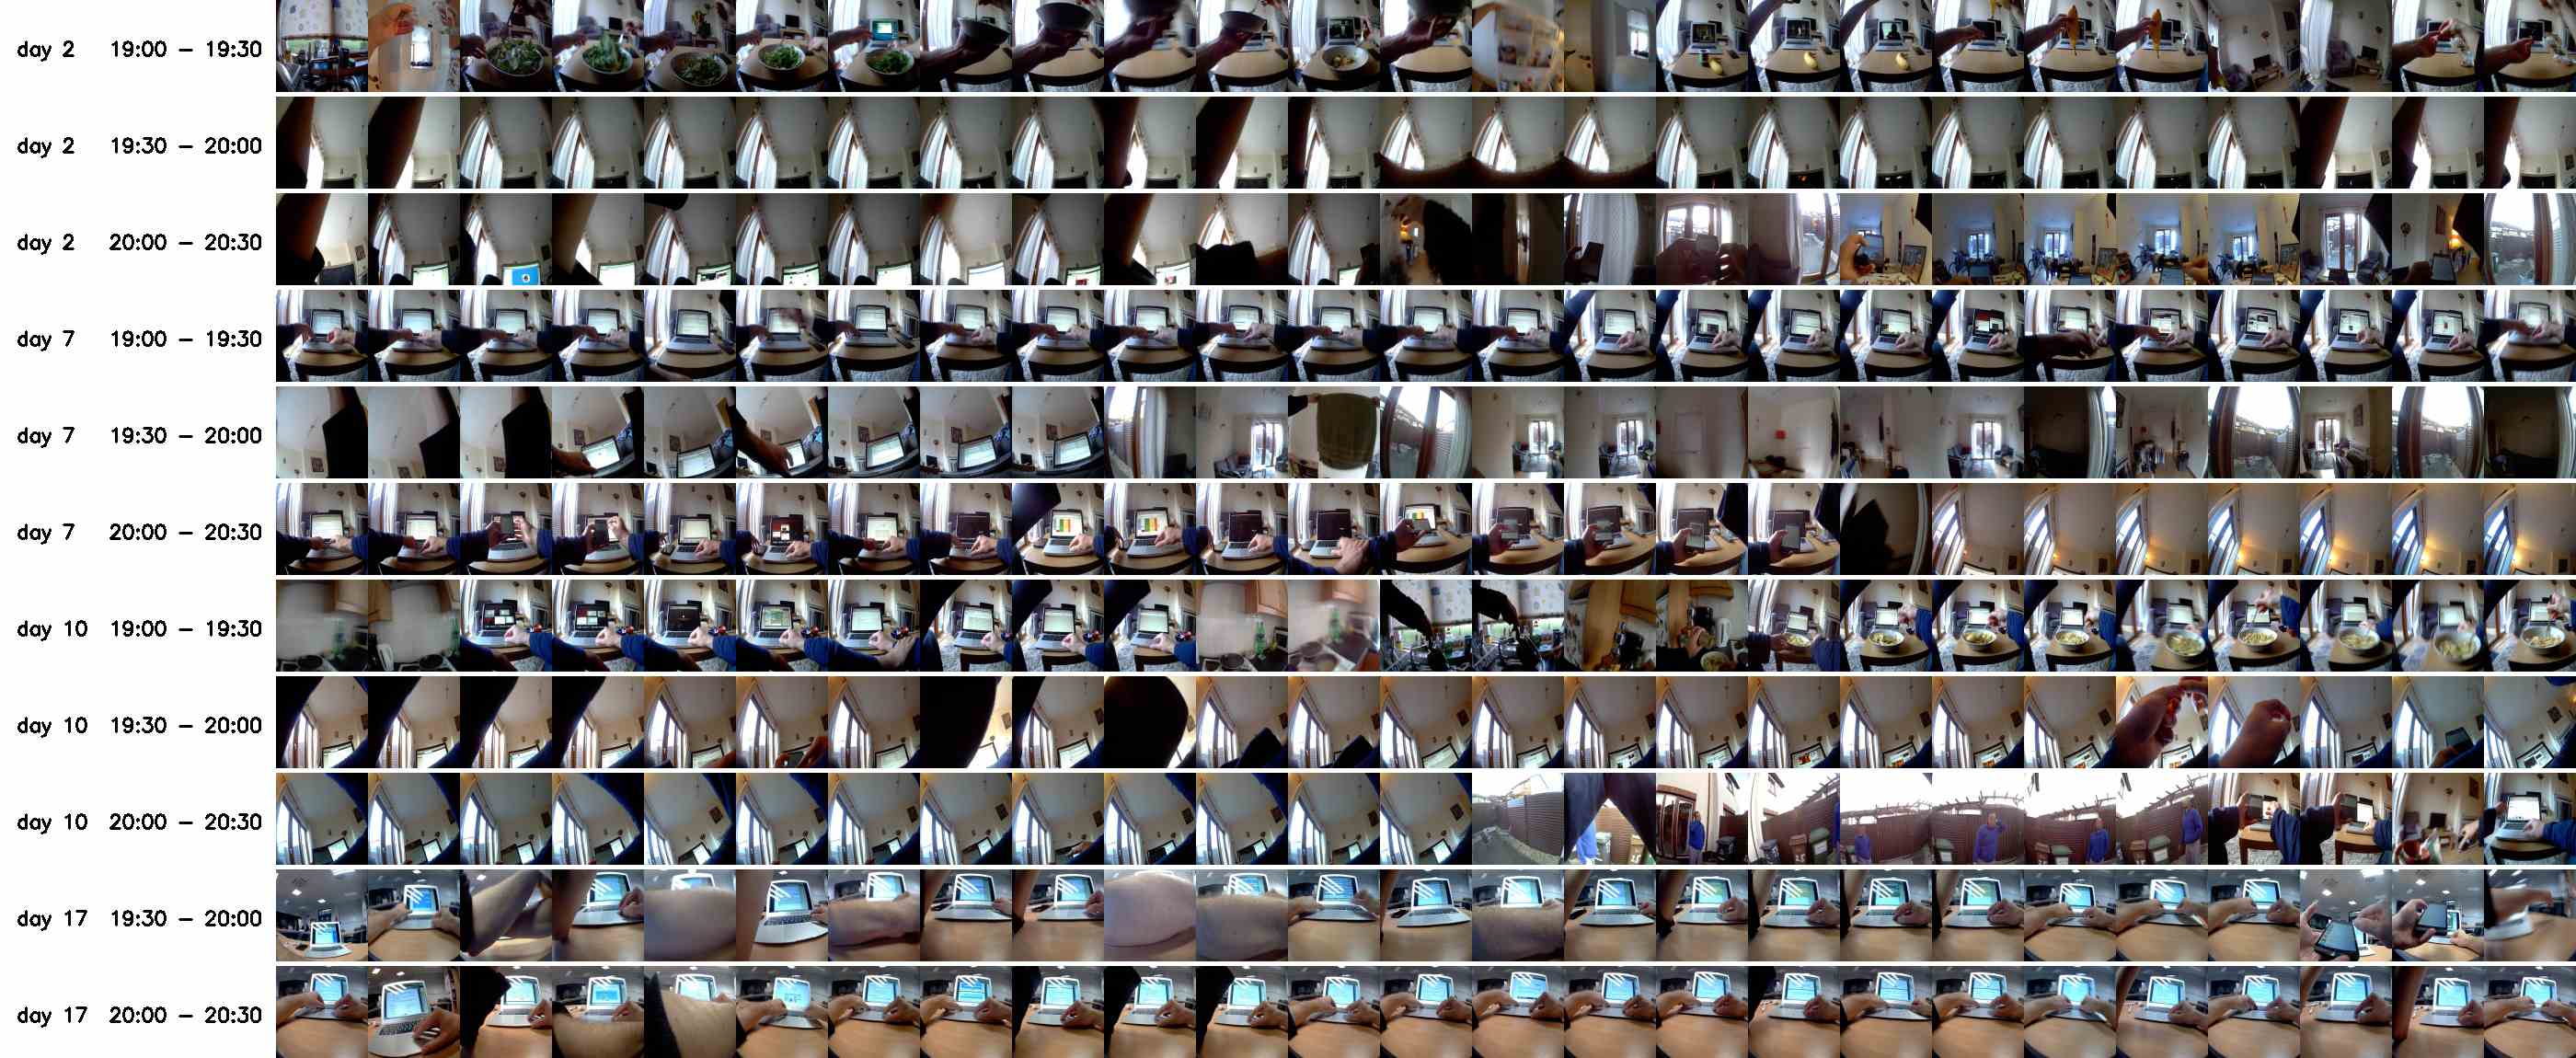 day 2 19:00 – 19:30
day 2 19:30 – 20:00
day 2 20:00 – 20:30
day 7 19:00 – 19:30
day 7 19:30 – 20:00
day 7 20:00 – 20:30
day 10 19:00 – 19:30
day 10 19:30 – 20:00
day 10 20:00 – 20:30
day 17 19:30 – 20:00
day 17 20:00 – 20:30